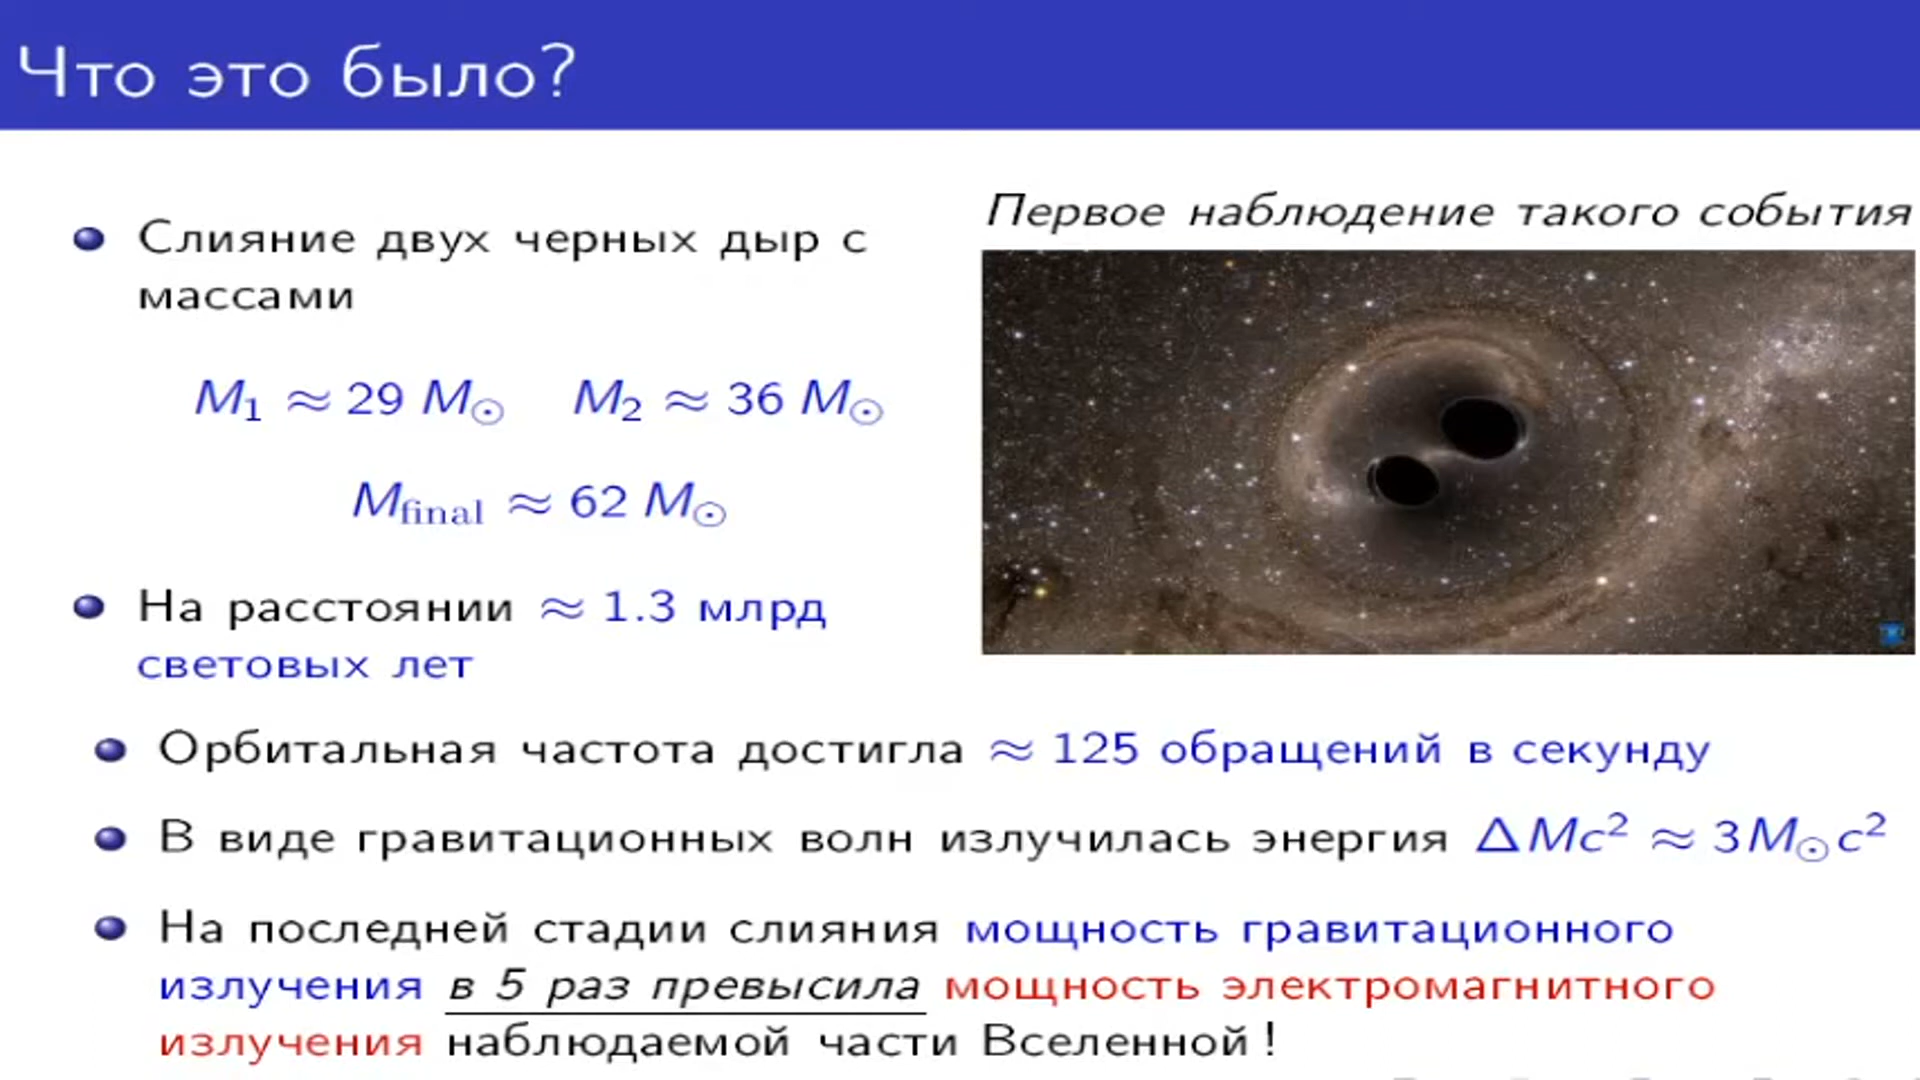 Что это было?
Слияние двух черных дыр с
массами
M₁ ≈ 29 M☉ M₂ ≈ 36 M☉
M_final ≈ 62 M☉
На расстоянии ≈ 1.3 млрд
световых лет
Первое наблюдение такого события
Орбитальная частота достигла ≈ 125 обращений в секунду
В виде гравитационных волн излучилась энергия ΔMc² ≈ 3M☉c²
На последней стадии слияния мощность гравитационного
излучения в 5 раз превысила мощность электромагнитного
излучения наблюдаемой части Вселенной !